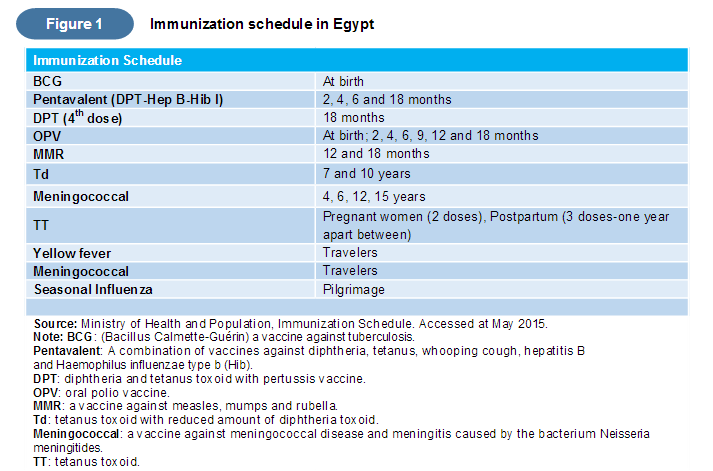 Figure 1 Immunization schedule in Egypt
Immunization Schedule
BCG At birth
Pentavalent (DPT-Hep B-Hib I) 2, 4, 6 and 18 months
DPT (4th dose) 18 months
OPV At birth; 2, 4, 6, 9, 12 and 18 months
MMR 12 and 18 months
Td 7 and 10 years
Meningococcal 4, 6, 12, 15 years
TT Pregnant women (2 doses), Postpartum (3 doses-one year
apart between)
Yellow fever Travelers
Meningococcal Travelers
Seasonal Influenza Pilgrimage
Source: Ministry of Health and Population, Immunization Schedule. Accessed at May 2015.
Note: BCG: (Bacillus Calmette-Guérin) a vaccine against tuberculosis.
Pentavalent: A combination of vaccines against diphtheria, tetanus, whooping cough, hepatitis B
and Haemophilus influenzae type b (Hib).
DPT: diphtheria and tetanus toxoid with pertussis vaccine.
OPV: oral polio vaccine.
MMR: a vaccine against measles, mumps and rubella.
Td: tetanus toxoid with reduced amount of diphtheria toxoid.
Meningococcal: a vaccine against meningococcal disease and meningitis caused by the bacterium Neisseria
meningitides.
TT: tetanus toxoid.